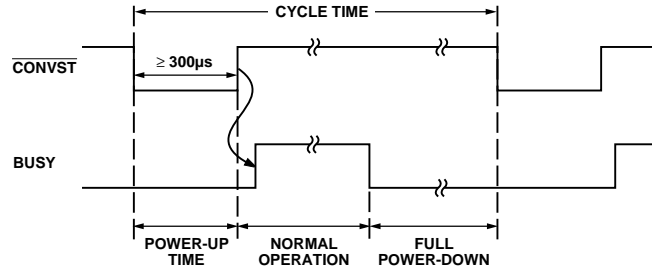 CYCLE TIME
CONVST
≥ 300µs
BUSY
POWER-UP
TIME
NORMAL
OPERATION
FULL
POWER-DOWN